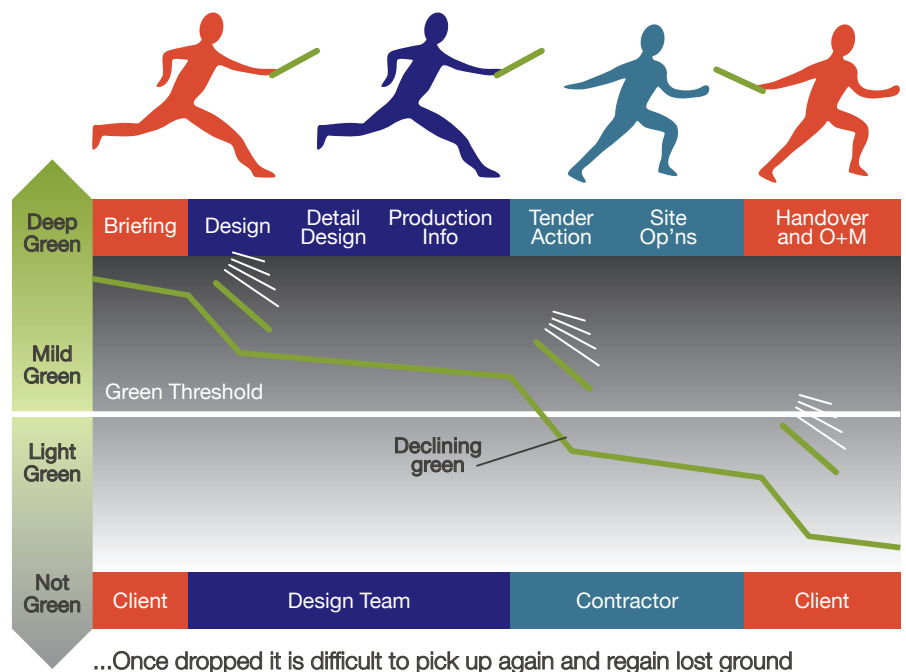 Deep
Green
Briefing
Design
Detail
Design
Production
Info
Tender
Action
Site
Op'ns
Handover
and O+M
Mild
Green
Green Threshold
Light
Green
Declining
green
Not
Green
Client
Design Team
Contractor
Client
...Once dropped it is difficult to pick up again and regain lost ground